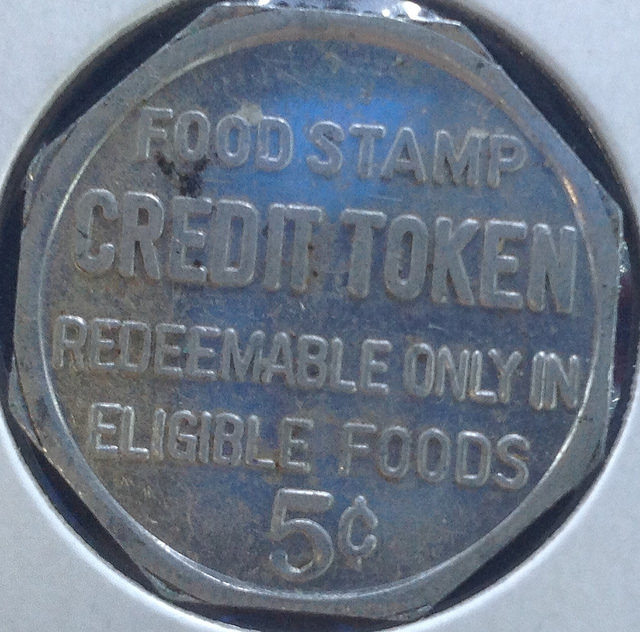 FOOD STAMP
CREDIT TOKEN
REDEEMABLE ONLY IN
ELIGIBLE FOODS
5¢